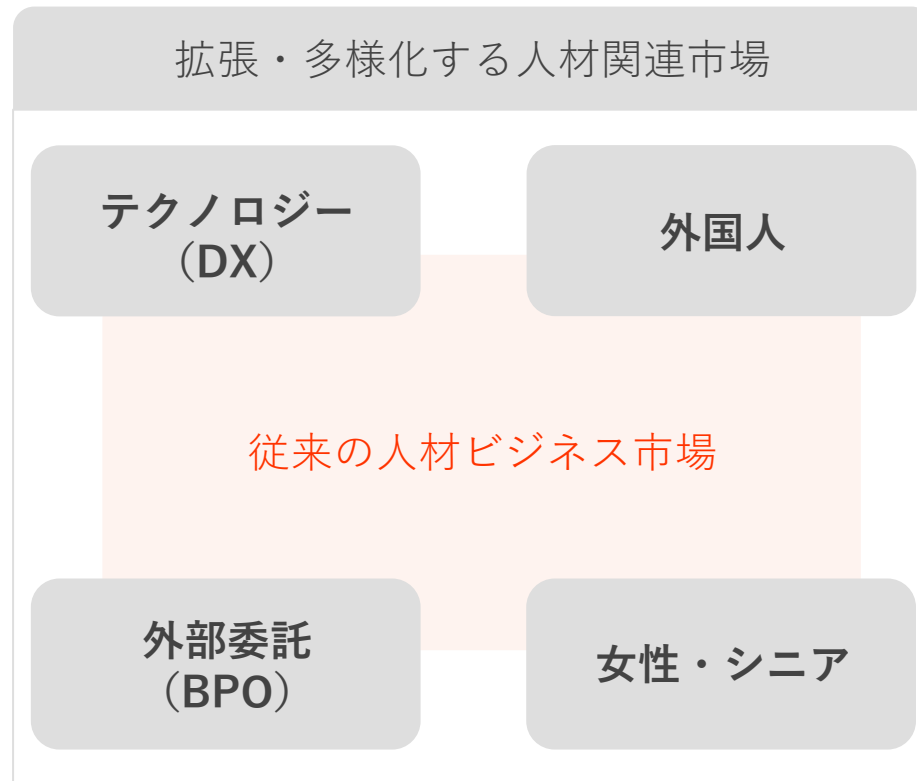 拡張・多様化する人材関連市場
テクノロジー
（DX）
外国人
従来の人材ビジネス市場
外部委託
（BPO）
女性・シニア